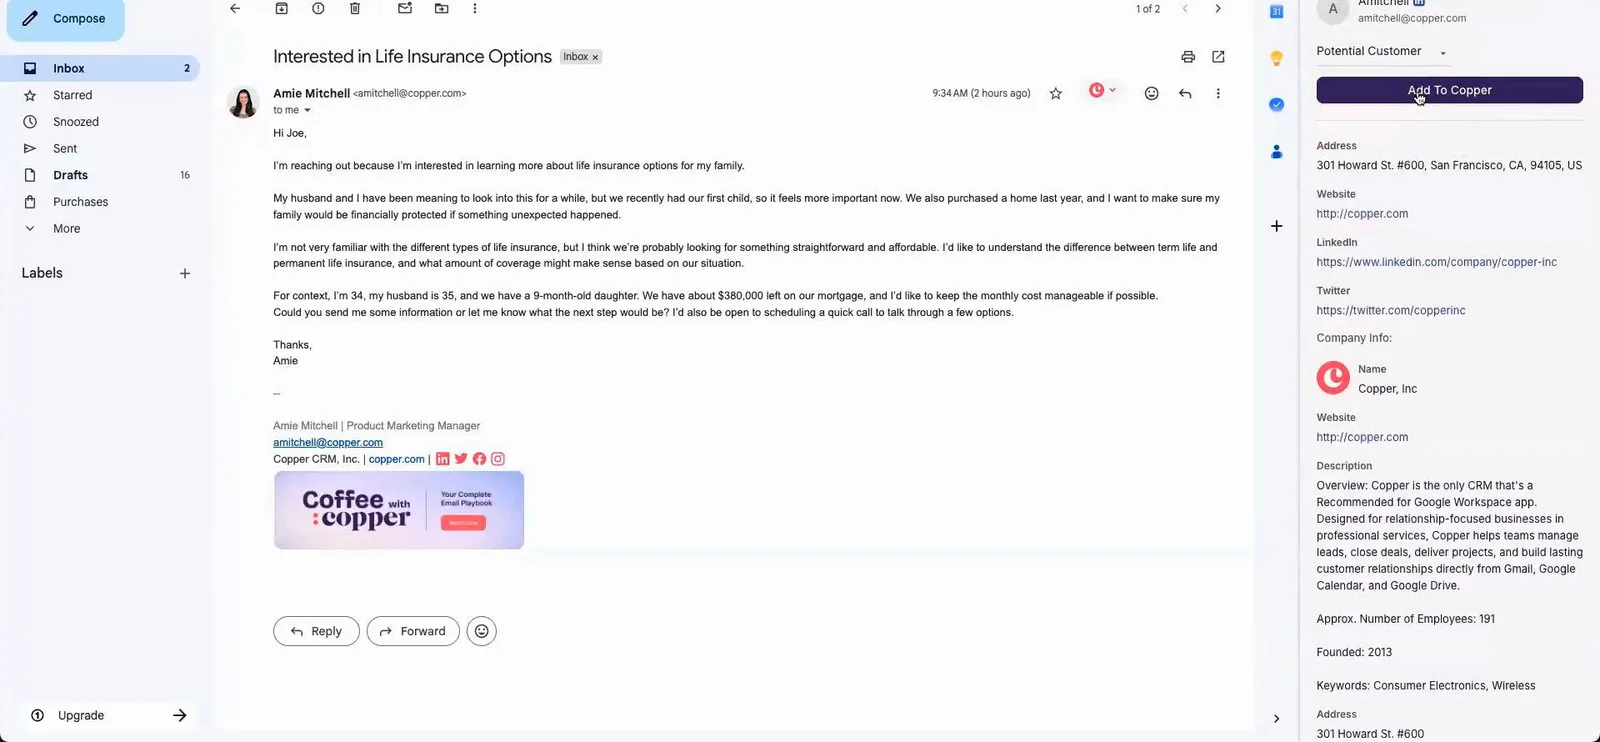 Compose
Inbox 2
Starred
Snoozed
Sent
Drafts 16
Purchases
More
Labels
Upgrade
1 of 2
Interested in Life Insurance Options Inbox ×
Amie Mitchell <amitchell@copper.com> 9:34 AM (2 hours ago)
to me
Hi Joe,
I'm reaching out because I'm interested in learning more about life insurance options for my family.
My husband and I have been meaning to look into this for a while, but we recently had our first child, so it feels more important now. We also purchased a home last year, and I want to make sure my
family would be financially protected if something unexpected happened.
I'm not very familiar with the different types of life insurance, but I think we're probably looking for something straightforward and affordable. I'd like to understand the difference between term life and
permanent life insurance, and what amount of coverage might make sense based on our situation.
For context, I'm 34, my husband is 35, and we have a 9-month-old daughter. We have about $380,000 left on our mortgage, and I'd like to keep the monthly cost manageable if possible.
Could you send me some information or let me know what the next step would be? I'd also be open to scheduling a quick call to talk through a few options.
Thanks,
Amie
--
Amie Mitchell | Product Marketing Manager
amitchell@copper.com
Copper CRM, Inc. | copper.com |
Coffee with
:copper
Your Complete
Email Playbook
Reply
Forward
31
A
Amitchell
amitchell@copper.com
Potential Customer
Add To Copper
Address
301 Howard St. #600, San Francisco, CA, 94105, US
Website
http://copper.com
LinkedIn
https://www.linkedin.com/company/copper-inc
Twitter
https://twitter.com/copperinc
Company Info:
Name
Copper, Inc
Website
http://copper.com
Description
Overview: Copper is the only CRM that's a
Recommended for Google Workspace app.
Designed for relationship-focused businesses in
professional services, Copper helps teams manage
leads, close deals, deliver projects, and build lasting
customer relationships directly from Gmail, Google
Calendar, and Google Drive.
Approx. Number of Employees: 191
Founded: 2013
Keywords: Consumer Electronics, Wireless
Address
301 Howard St. #600